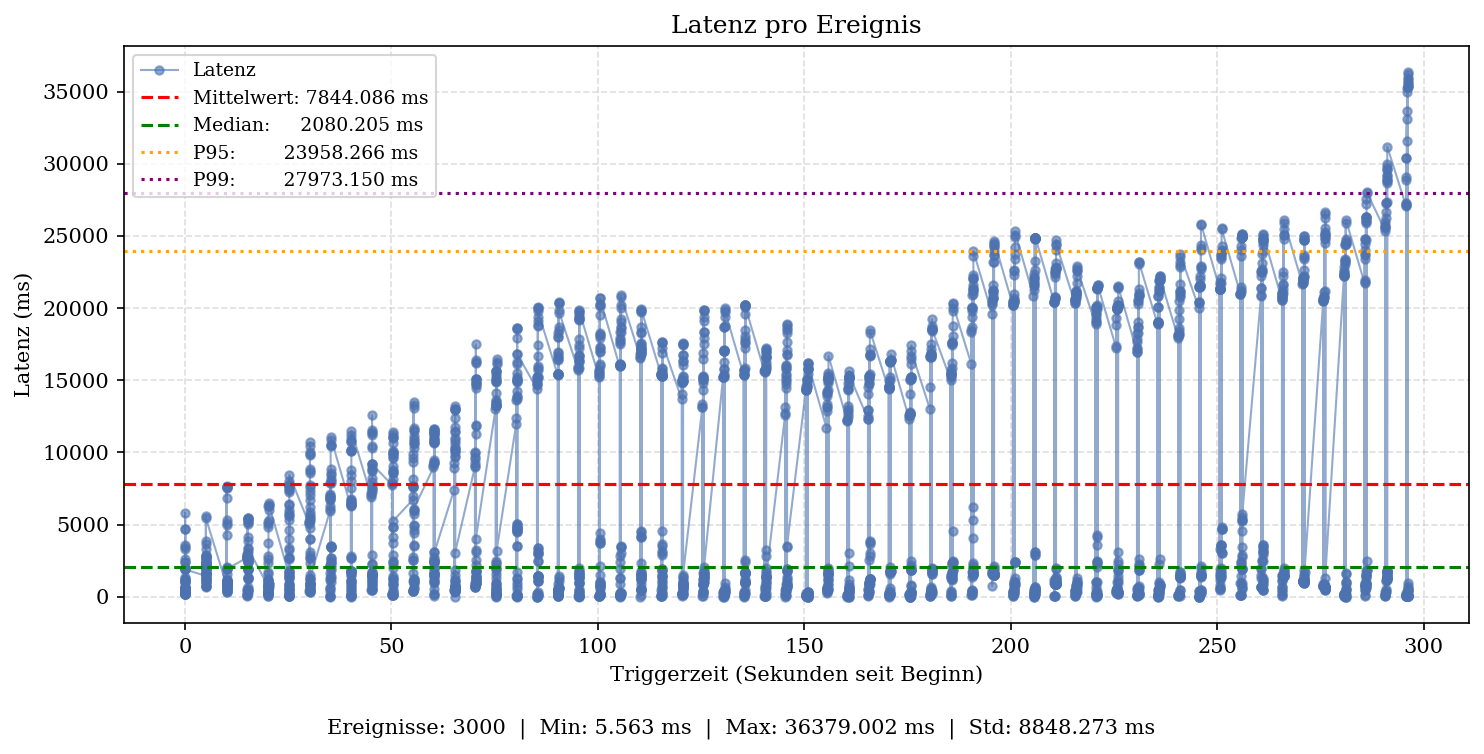 Latenz pro Ereignis
Latenz
Mittelwert: 7844.086 ms
Median: 2080.205 ms
P95: 23958.266 ms
P99: 27973.150 ms
Latenz (ms)
35000
30000
25000
20000
15000
10000
5000
0
0 50 100 150 200 250 300
Triggerzeit (Sekunden seit Beginn)
Ereignisse: 3000 | Min: 5.563 ms | Max: 36379.002 ms | Std: 8848.273 ms